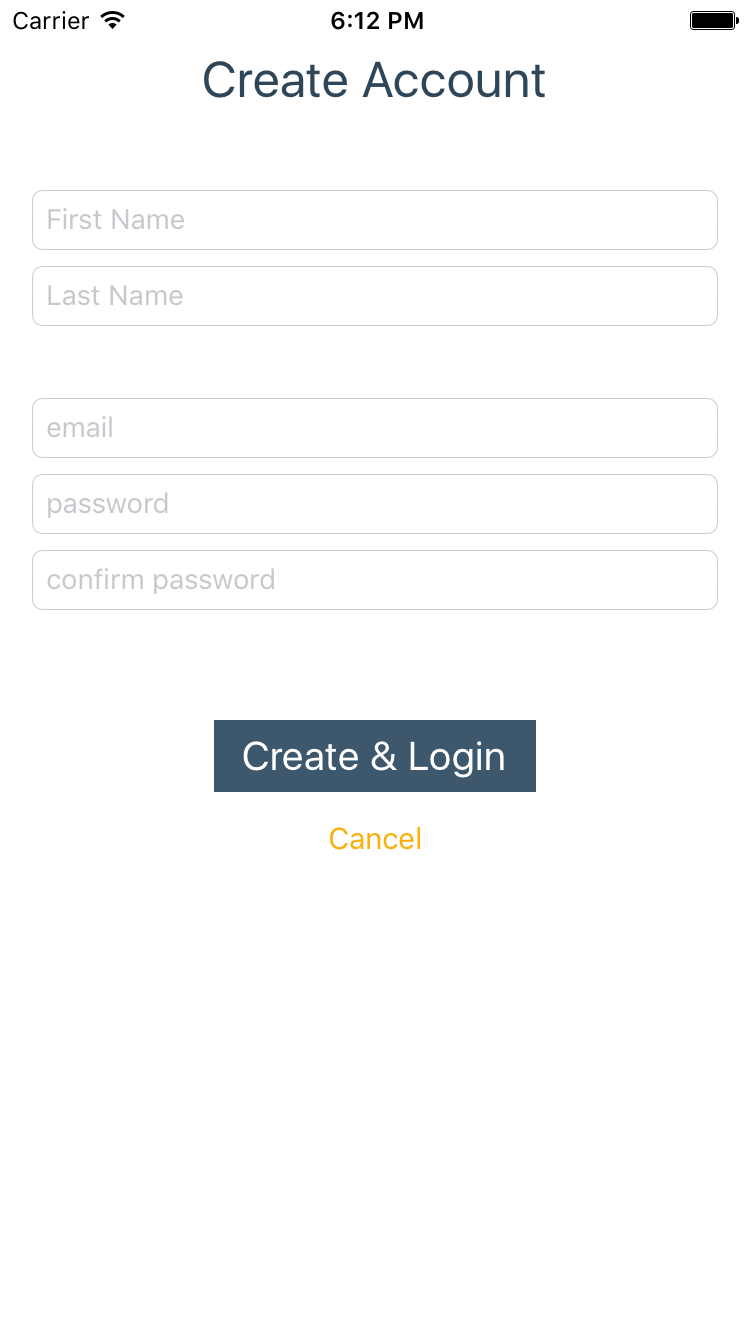 Carrier 6:12 PM
Create Account
First Name
Last Name
email
password
confirm password
Create & Login
Cancel